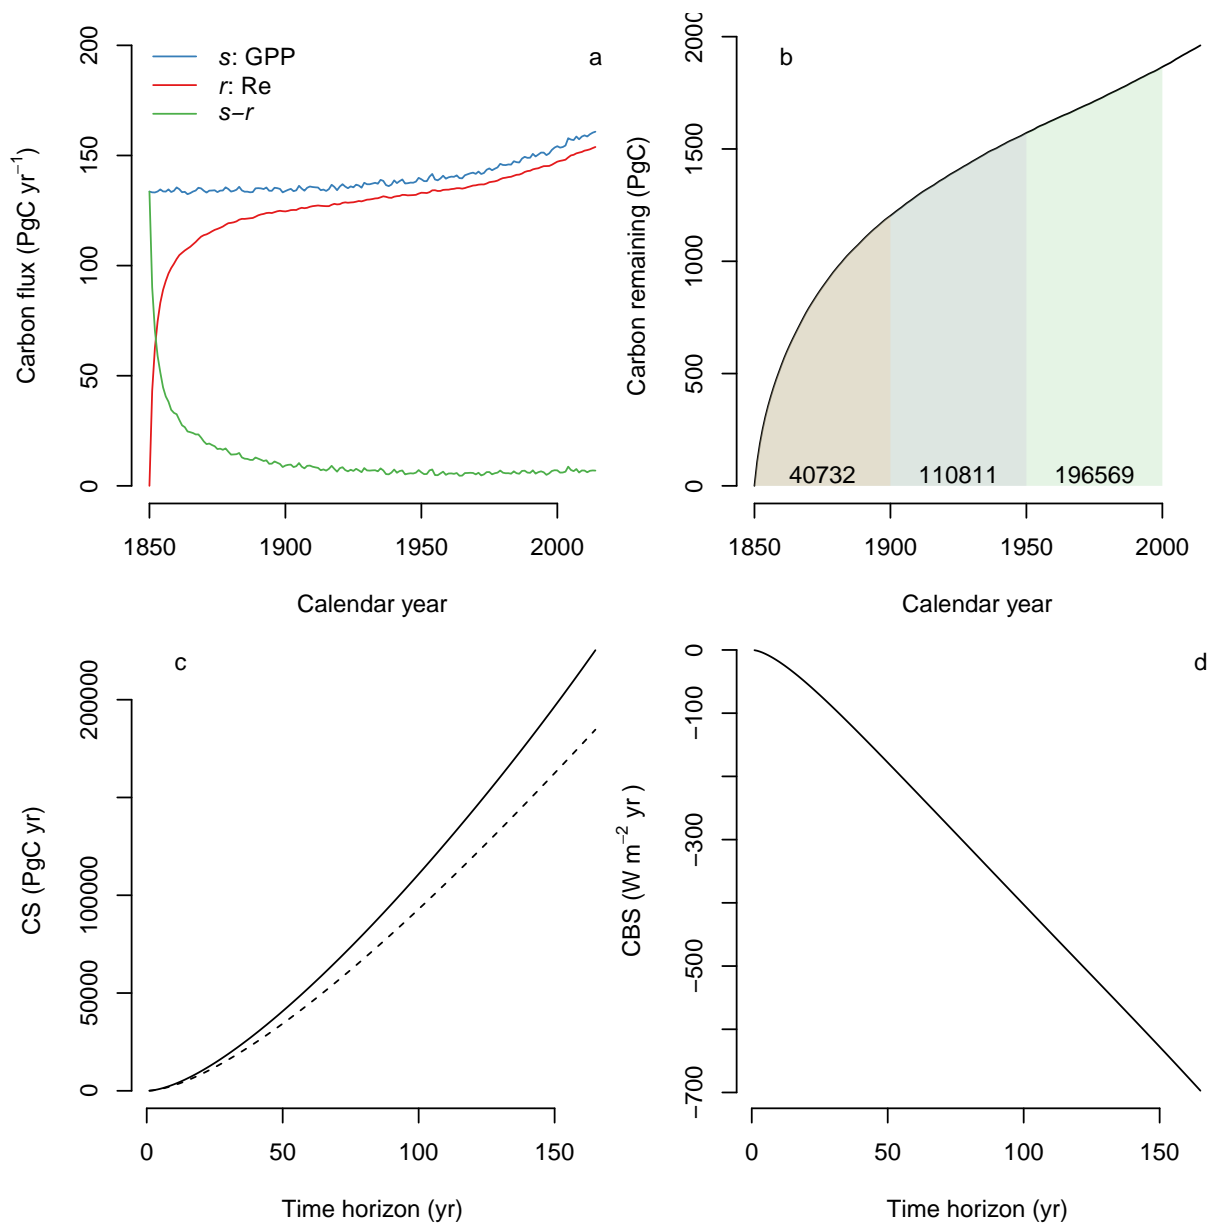 a
s: GPP
r: Re
s−r
Carbon flux (PgC yr−1)
0
50
100
150
200
1850
1900
1950
2000
Calendar year
b
Carbon remaining (PgC)
0
500
1000
1500
2000
40732
110811
196569
1850
1900
1950
2000
Calendar year
c
CS (PgC yr)
0
50000
100000
200000
0
50
100
150
Time horizon (yr)
d
CBS (W m−2 yr )
0
−100
−300
−500
−700
0
50
100
150
Time horizon (yr)